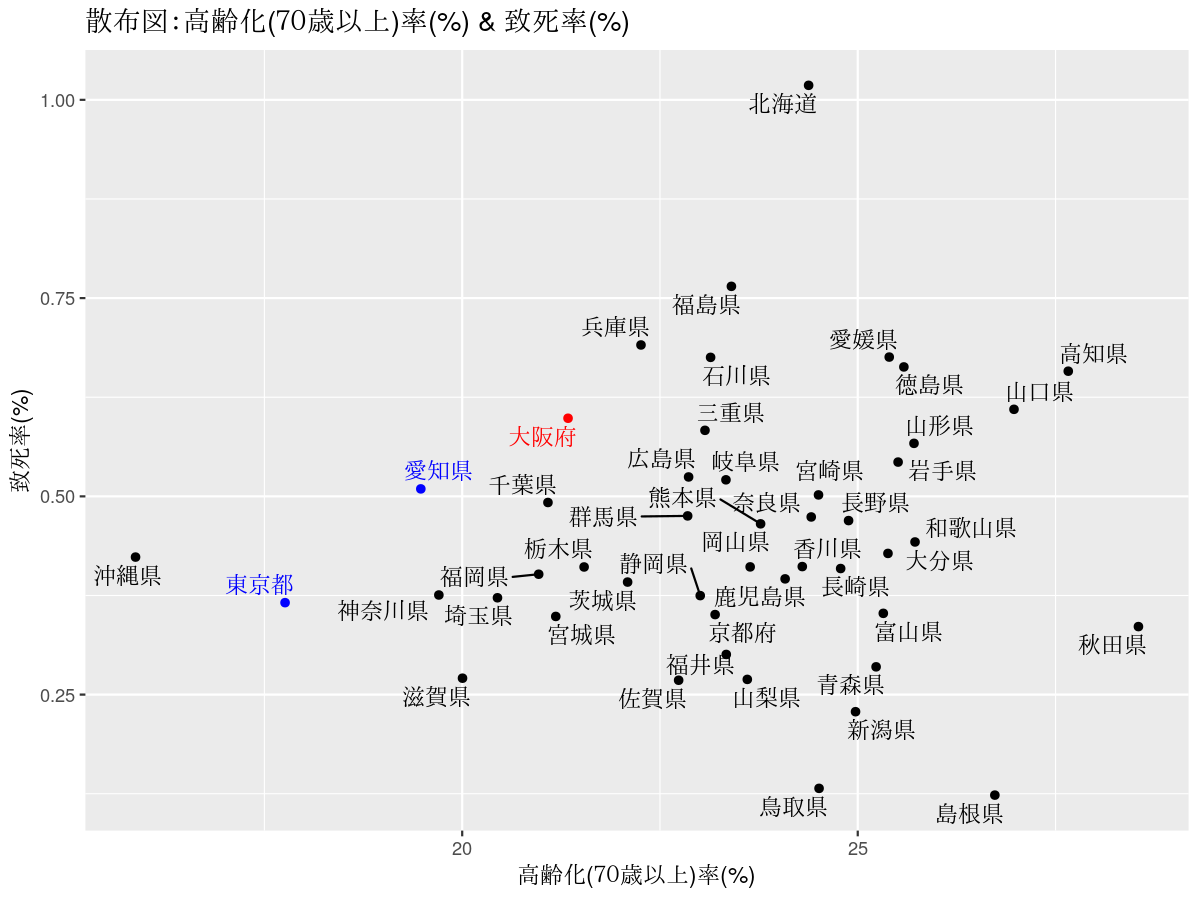 散布図:高齢化(70歳以上)率(%) & 致死率(%)
1.00
北海道
0.75
福島県
兵庫県
愛媛県
高知県
石川県
徳島県
山口県
三重県
山形県
大阪府
広島県
岐阜県
愛知県
宮崎県
岩手県
千葉県
0.50
熊本県
奈良県
長野県
群馬県
和歌山県
岡山県
栃木県
香川県
静岡県
大分県
沖縄県
福岡県
東京都
長崎県
鹿児島県
茨城県
神奈川県
埼玉県
宮城県
京都府
富山県
秋田県
福井県
青森県
0.25
滋賀県
佐賀県
山梨県
新潟県
鳥取県
島根県
20
25
高齢化(70歳以上)率(%)
致死率(%)